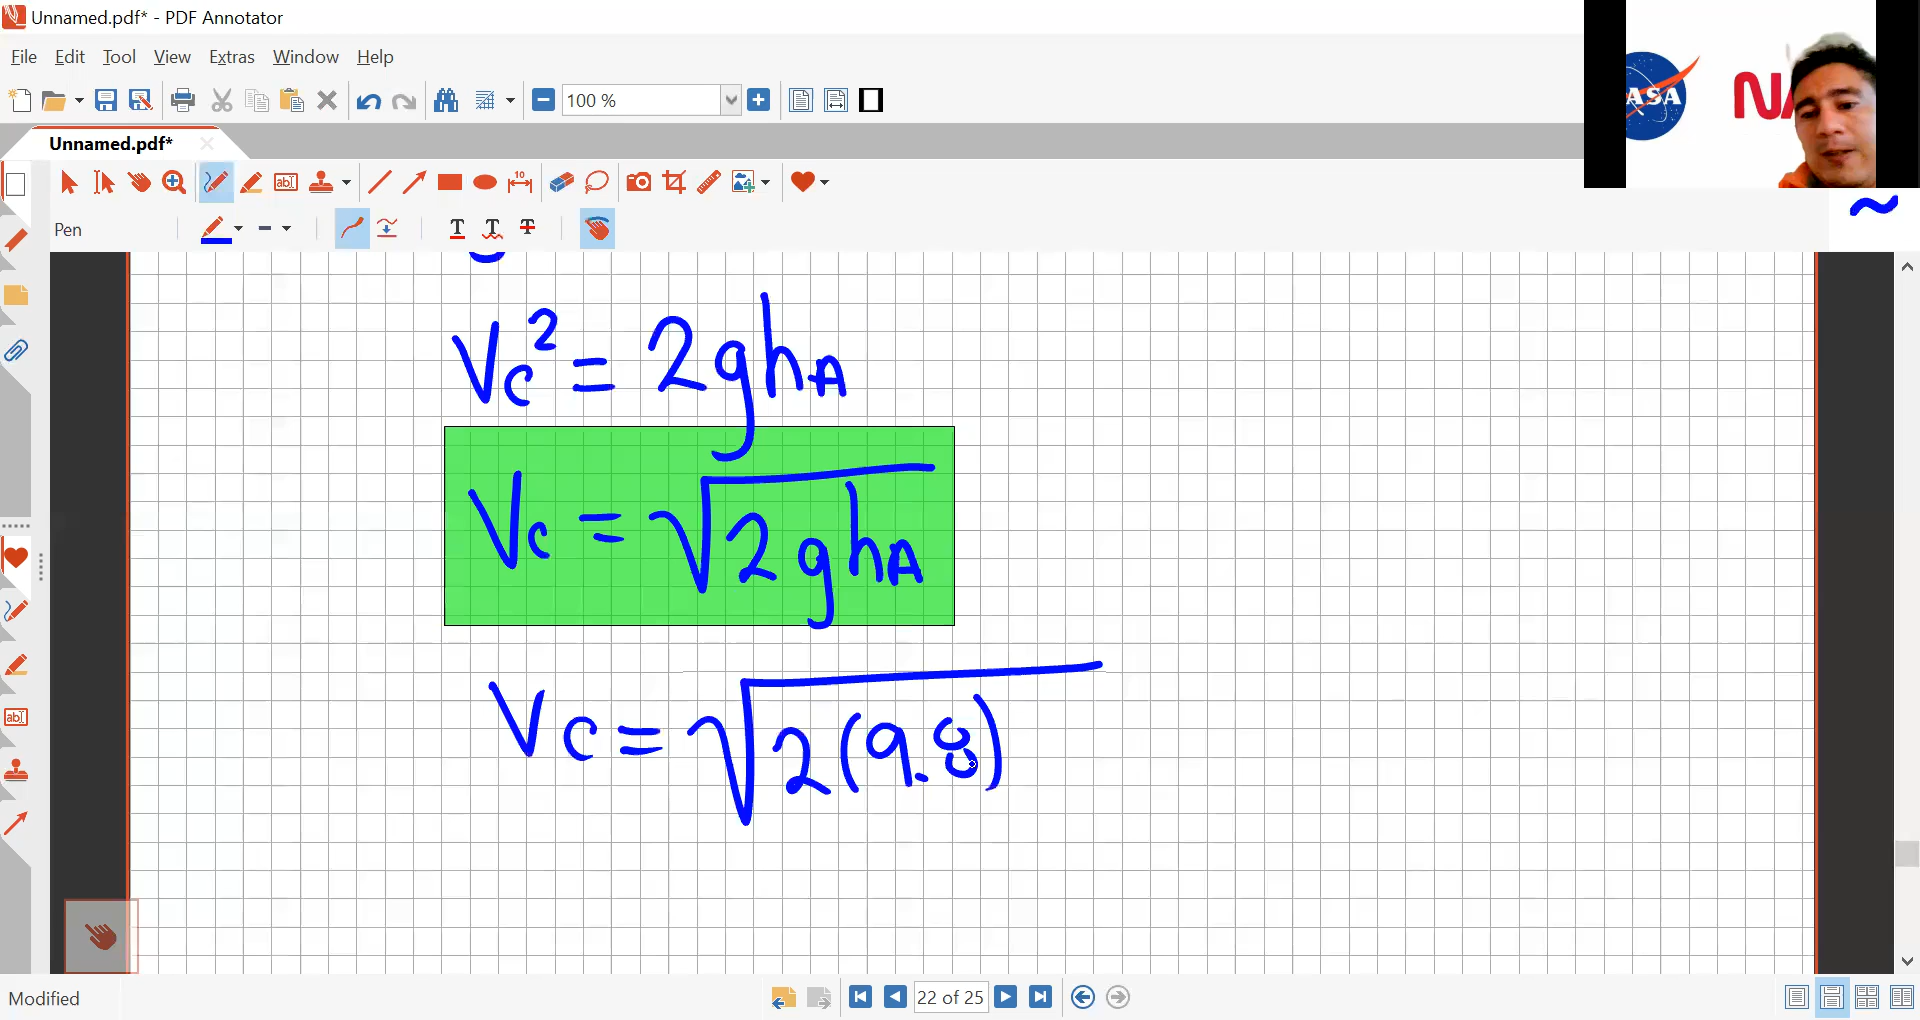 Unnamed.pdf* - PDF Annotator
File Edit Tool View Extras Window Help
100 %
Unnamed.pdf*
Pen
Vc² = 2ghA
Vc = √2ghA
Vc = √2(9.8)
Modified
22 of 25